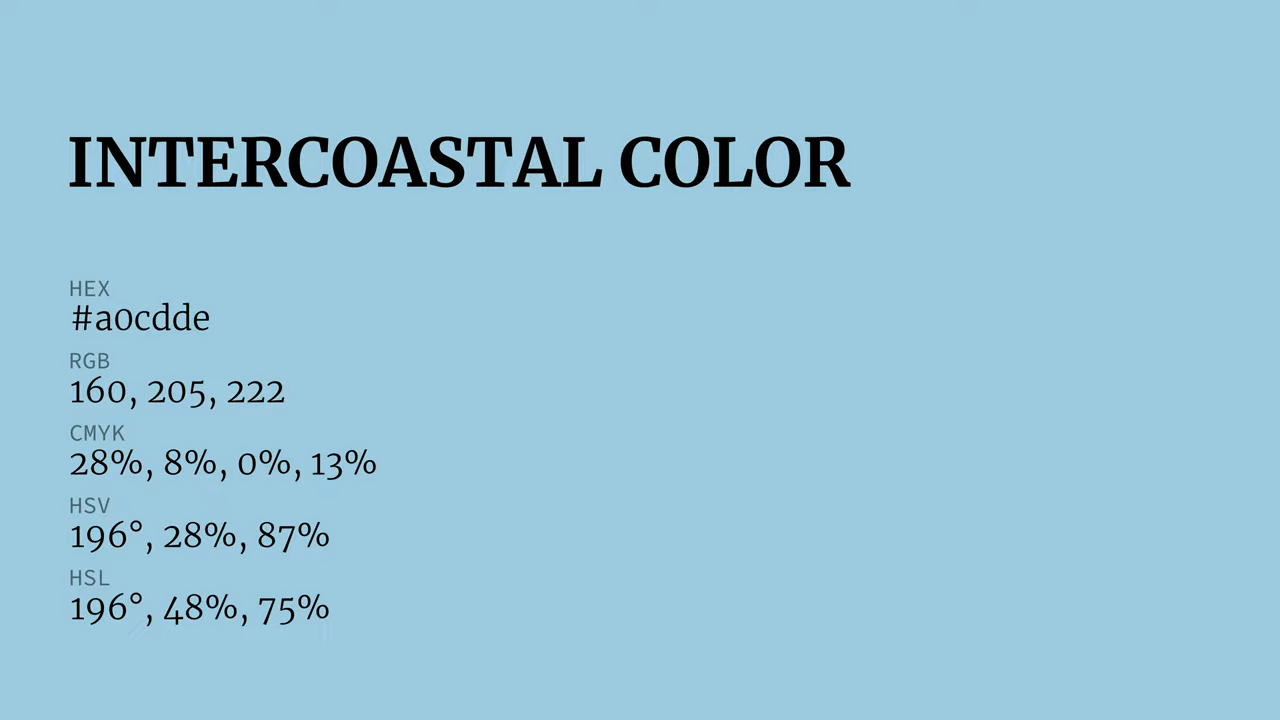 INTERCOASTAL COLOR
HEX
#a0cdde
RGB
160, 205, 222
CMYK
28%, 8%, 0%, 13%
HSV
196°, 28%, 87%
HSL
196°, 48%, 75%